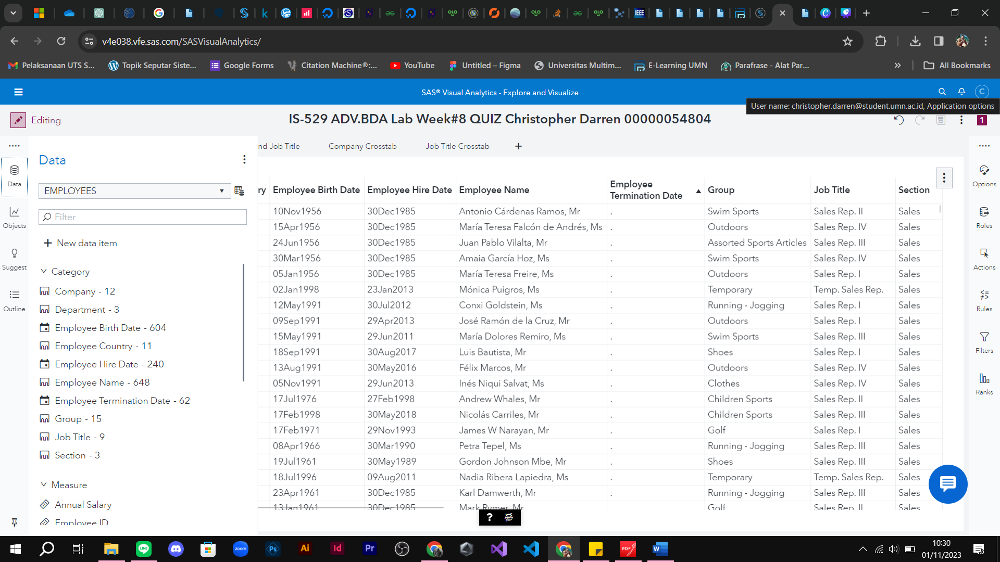 v4e038.vfe.sas.com/SASVisualAnalytics/
Pelaksanaan UTS S...
Topik Seputar Siste...
Google Forms
Citation Machine®:...
YouTube
Untitled – Figma
Universitas Multim...
E-Learning UMN
Parafrase - Alat Par...
All Bookmarks
SAS® Visual Analytics - Explore and Visualize
C
User name: christopher.darren@student.umn.ac.id, Application options
Editing
IS-529 ADV.BDA Lab Week#8 QUIZ Christopher Darren 00000054804
1
Data
Objects
Suggest
Outline
Data
EMPLOYEES
Filter
New data item
Category
Company - 12
Department - 3
Employee Birth Date - 604
Employee Country - 11
Employee Hire Date - 240
Employee Name - 648
Employee Termination Date - 62
Group - 15
Job Title - 9
Section - 3
Measure
Annual Salary
Employee ID
nd Job Title Company Crosstab Job Title Crosstab +
ry Employee Birth Date Employee Hire Date Employee Name Employee Termination Date Group Job Title Section
10Nov1956 30Dec1985 Antonio Cárdenas Ramos, Mr . Swim Sports Sales Rep. II Sales
15Apr1956 30Dec1985 María Teresa Falcón de Andrés, Ms . Outdoors Sales Rep. IV Sales
24Jun1956 30Dec1985 Juan Pablo Vilalta, Mr . Assorted Sports Articles Sales Rep. III Sales
30Mar1956 30Dec1985 Amaia García Hoz, Ms . Swim Sports Sales Rep. IV Sales
05Jan1956 30Dec1985 María Teresa Freire, Ms . Outdoors Sales Rep. I Sales
02Jan1998 23Jan2013 Mónica Puigros, Ms . Temporary Temp. Sales Rep. Sales
12May1991 30Jul2012 Conxi Goldstein, Ms . Running - Jogging Sales Rep. I Sales
09Sep1991 29Apr2013 José Ramón de la Cruz, Mr . Outdoors Sales Rep. I Sales
15May1991 29Jun2011 María Dolores Remiro, Ms . Swim Sports Sales Rep. III Sales
18Sep1991 30Aug2017 Luis Bautista, Mr . Shoes Sales Rep. I Sales
13Aug1991 30May2016 Félix Marcos, Mr . Outdoors Sales Rep. IV Sales
05Nov1991 29Jun2013 Inés Niqui Salvat, Ms . Clothes Sales Rep. IV Sales
17Jul1976 27Feb1998 Andrew Whales, Mr . Children Sports Sales Rep. II Sales
17Feb1998 30May2018 Nicolás Carriles, Mr . Children Sports Sales Rep. III Sales
17Feb1971 29Nov1993 James W Narayan, Mr . Golf Sales Rep. I Sales
08Apr1966 30Mar1990 Petra Tepel, Ms . Running - Jogging Sales Rep. III Sales
19Jul1961 30May1989 Gordon Johnson Mbe, Mr . Shoes Sales Rep. III Sales
18Jul1996 09Aug2011 Nadia Ribera Lapiedra, Ms . Temporary Temp. Sales Rep. Sales
23Apr1961 30Dec1985 Karl Damwerth, Mr . Running - Jogging Sales Rep. III Sales
13Jan1961 30Dec1985 Mark Rymer, Mr Golf Sales Rep. II Sales
Options
Roles
Actions
Rules
Filters
Ranks
?
10:30
01/11/2023